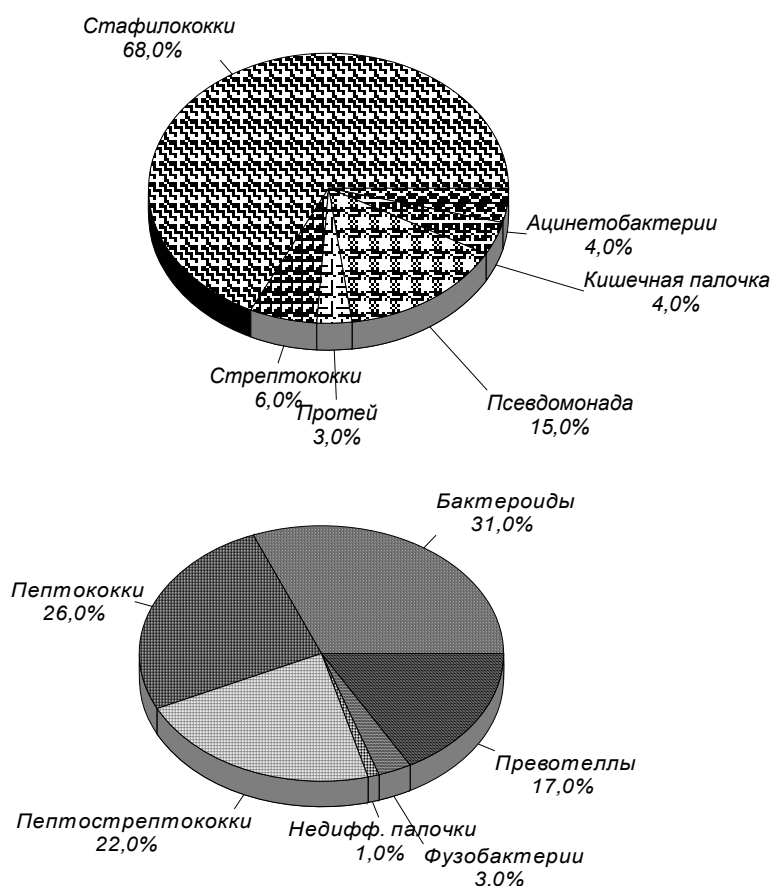 Стафилококки
68,0%
Ацинетобактерии
4,0%
Кишечная палочка
4,0%
Псевдомонада
15,0%
Стрептококки
6,0%
Протей
3,0%
Бактероиды
31,0%
Пептококки
26,0%
Превотеллы
17,0%
Пептострептококки
22,0%
Недифф. палочки
1,0%
Фузобактерии
3,0%